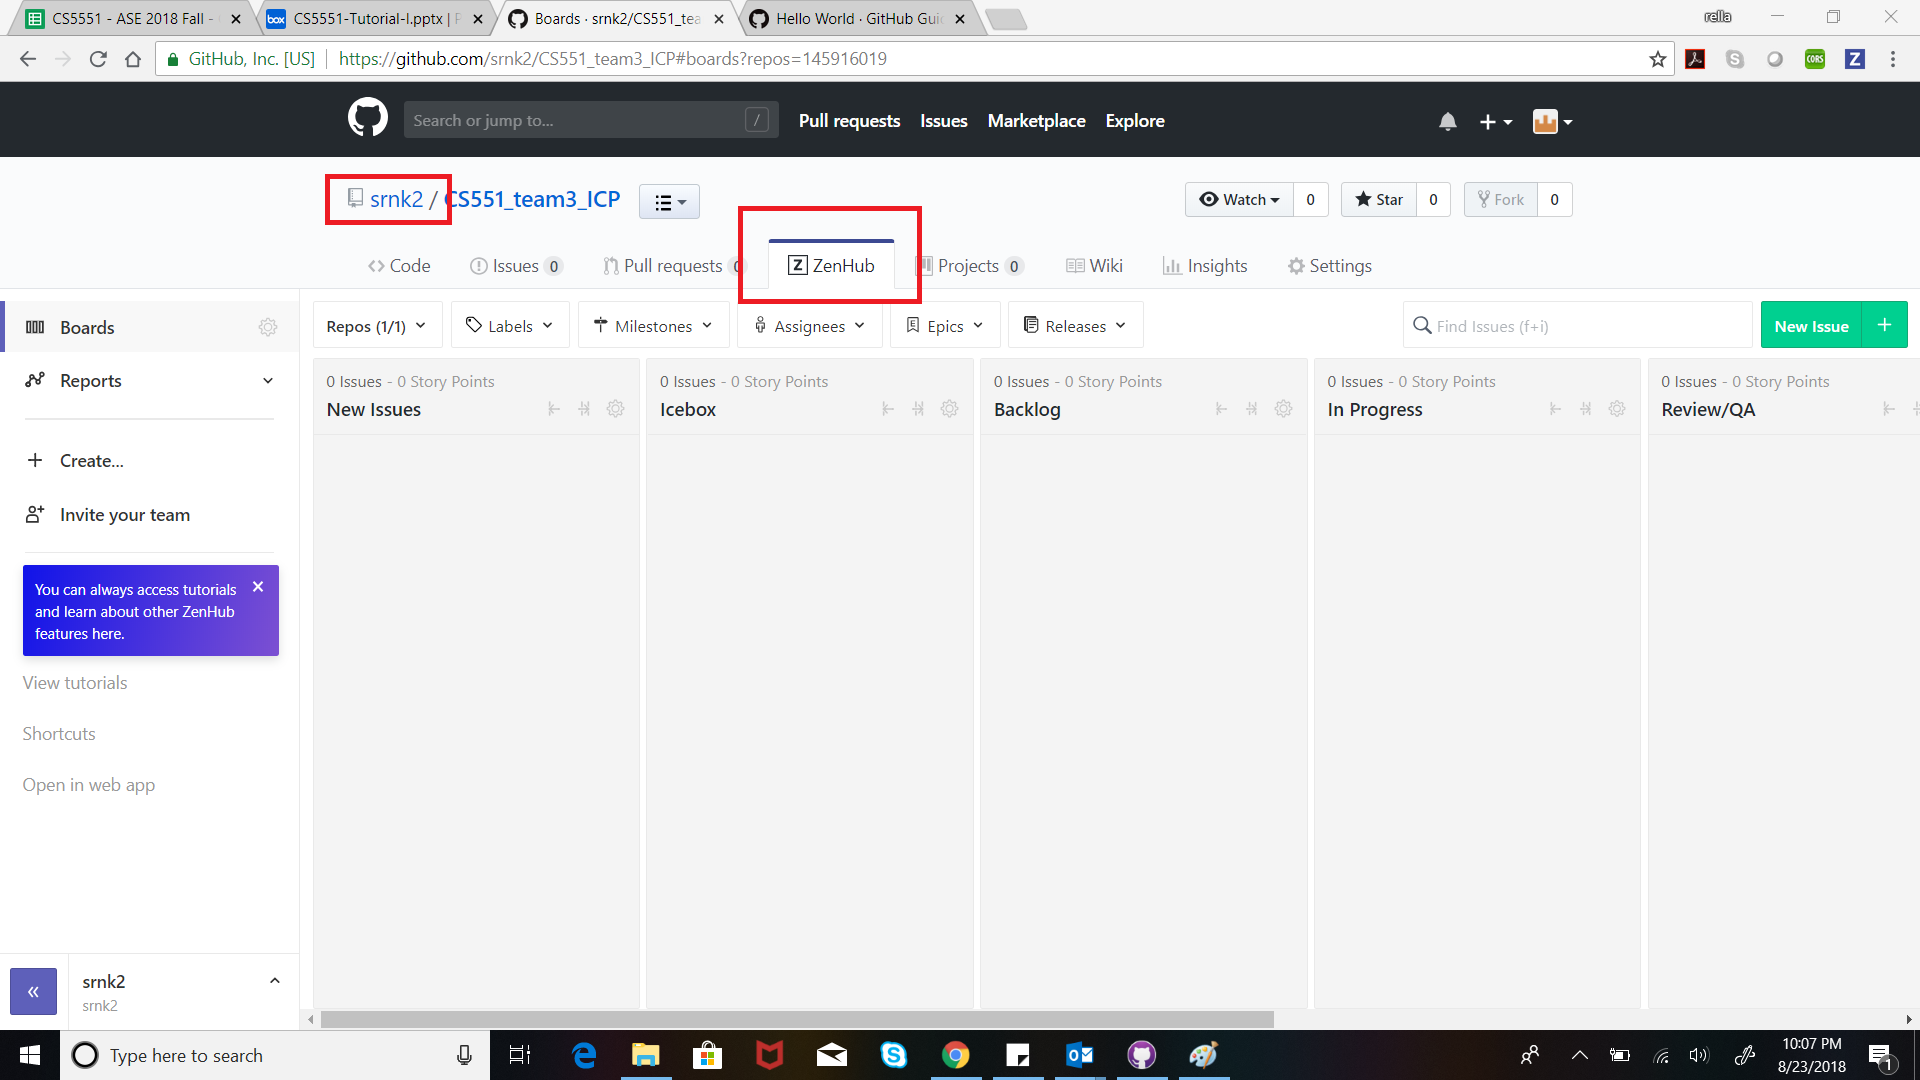 CS5551 - ASE 2018 Fall -
CS5551-Tutorial-I.pptx | P
Boards · srnk2/CS551_tea
Hello World · GitHub Gui
rella
GitHub, Inc. [US]
https://github.com/srnk2/CS551_team3_ICP#boards?repos=145916019
CORS
Z
Search or jump to...
/
Pull requests
Issues
Marketplace
Explore
srnk2 / CS551_team3_ICP
Watch
0
Star
0
Fork
0
Code
Issues 0
Pull requests 0
Z ZenHub
Projects 0
Wiki
Insights
Settings
Boards
Reports
Create...
Invite your team
You can always access tutorials
and learn about other ZenHub
features here.
View tutorials
Shortcuts
Open in web app
srnk2
srnk2
Repos (1/1)
Labels
Milestones
Assignees
Epics
Releases
Find Issues (f+i)
New Issue
0 Issues - 0 Story Points
New Issues
0 Issues - 0 Story Points
Icebox
0 Issues - 0 Story Points
Backlog
0 Issues - 0 Story Points
In Progress
0 Issues - 0 Story Points
Review/QA
Type here to search
10:07 PM
8/23/2018
1